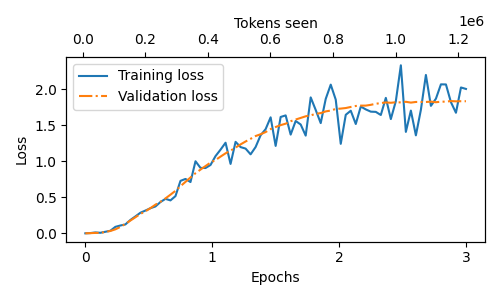 Tokens seen
1e6
0.0 0.2 0.4 0.6 0.8 1.0 1.2
Training loss
Validation loss
Loss
2.0
1.5
1.0
0.5
0.0
0 1 2 3
Epochs